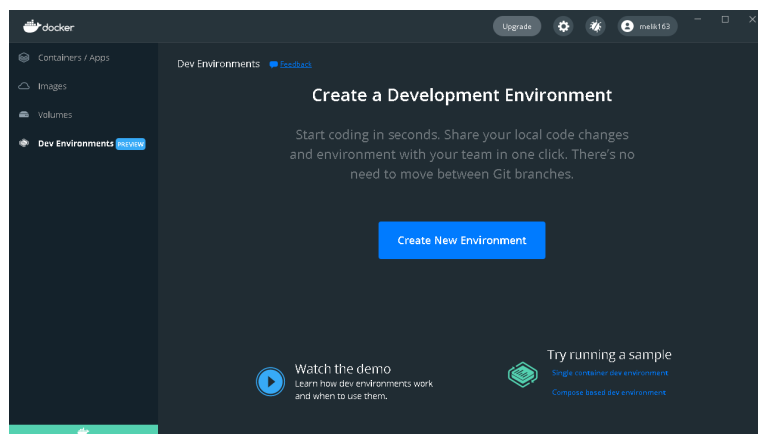 docker
Upgrade
melik163
Containers / Apps
Images
Volumes
Dev Environments PREVIEW
Dev Environments Feedback
Create a Development Environment
Start coding in seconds. Share your local code changes
and environment with your team in one click. There's no
need to move between Git branches.
Create New Environment
Watch the demo
Learn how dev environments work
and when to use them.
Try running a sample
Single container dev environment
Compose based dev environment